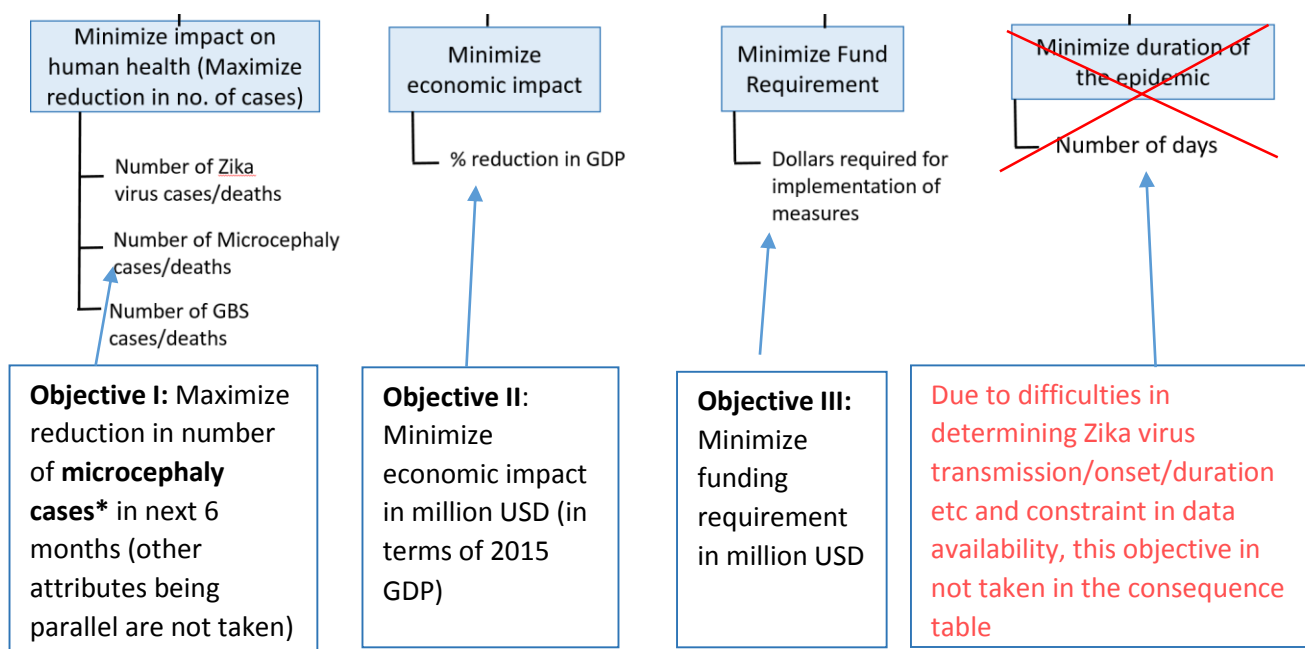 Minimize impact on
human health (Maximize
reduction in no. of cases)
Number of Zika
virus cases/deaths
Number of Microcephaly
cases/deaths
Number of GBS
cases/deaths
Minimize
economic impact
% reduction in GDP
Minimize Fund
Requirement
Dollars required for
implementation of
measures
Minimize duration of
the epidemic
Number of days
Objective I: Maximize
reduction in number
of microcephaly
cases* in next 6
months (other
attributes being
parallel are not taken)
Objective II:
Minimize
economic impact
in million USD (in
terms of 2015
GDP)
Objective III:
Minimize
funding
requirement
in million USD
Due to difficulties in
determining Zika virus
transmission/onset/duration
etc and constraint in data
availability, this objective in
not taken in the consequence
table